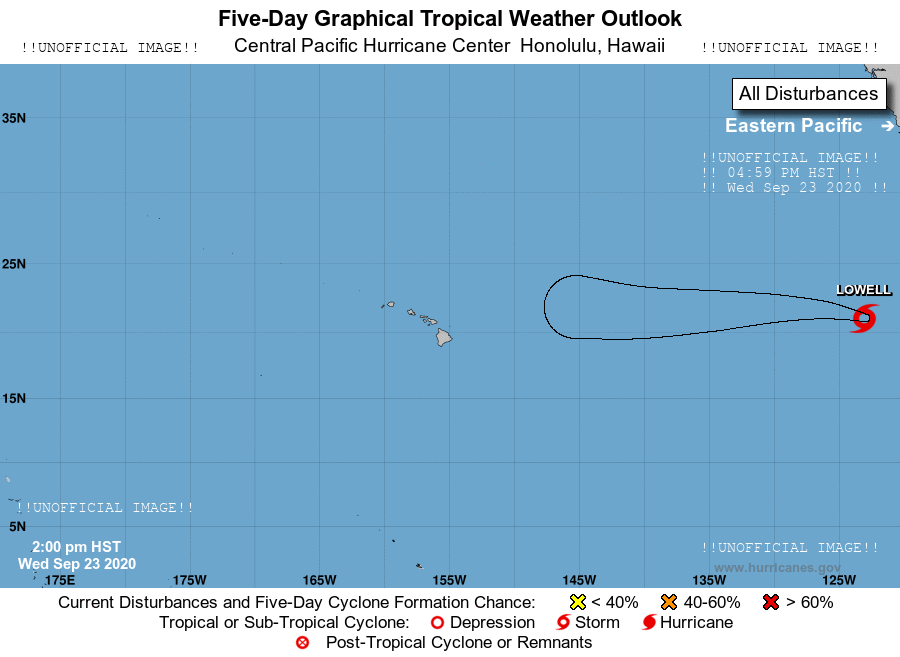 Five-Day Graphical Tropical Weather Outlook
!!UNOFFICIAL IMAGE!! Central Pacific Hurricane Center Honolulu, Hawaii !!UNOFFICIAL IMAGE!!
All Disturbances
35N
Eastern Pacific →
!!UNOFFICIAL IMAGE!!
!! 04:59 PM HST !!
!! Wed Sep 23 2020 !!
25N
LOWELL
15N
!!UNOFFICIAL IMAGE!!
5N
2:00 pm HST
Wed Sep 23 2020
!!UNOFFICIAL IMAGE!!
www.hurricanes.gov
175E 175W 165W 155W 145W 135W 125W
Current Disturbances and Five-Day Cyclone Formation Chance: < 40% 40-60% > 60%
Tropical or Sub-Tropical Cyclone: Depression Storm Hurricane
Post-Tropical Cyclone or Remnants